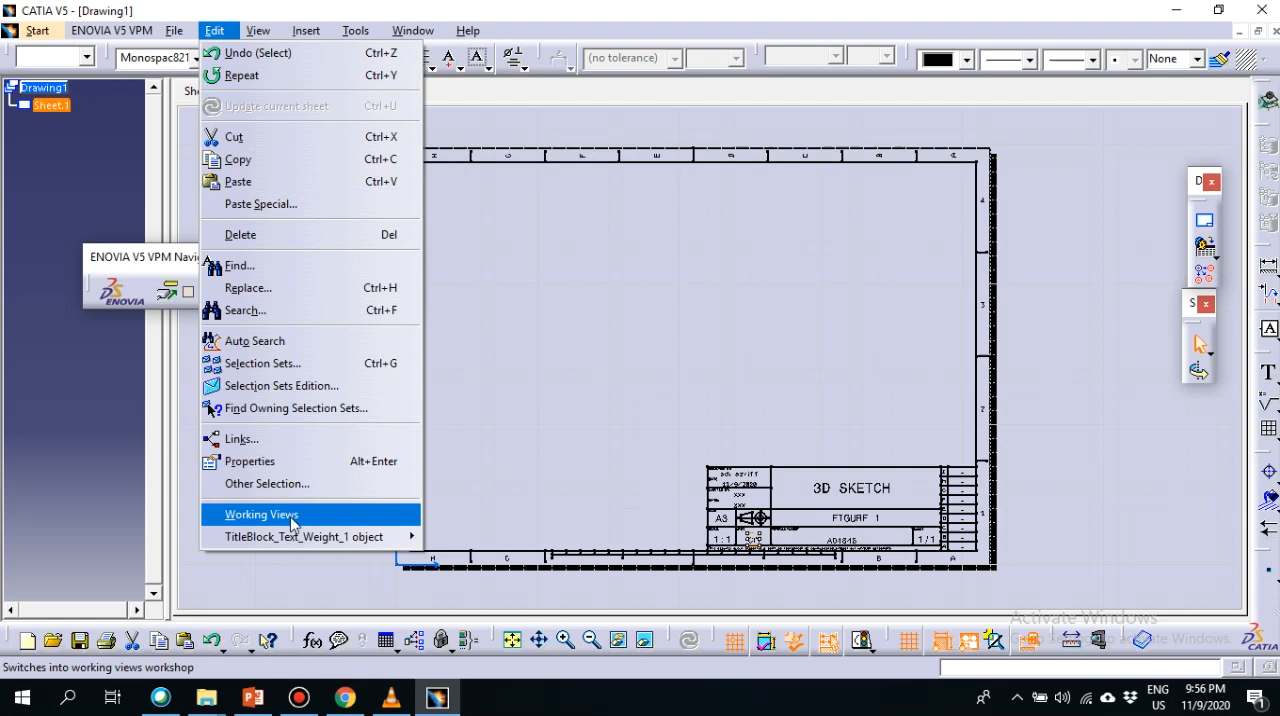 CATIA V5 - [Drawing1]
Start ENOVIA V5 VPM File Edit View Insert Tools Window Help
Monospac821 (no tolerance) None
Undo (Select) Ctrl+Z
Repeat Ctrl+Y
Update current sheet Ctrl+U
Cut Ctrl+X
Copy Ctrl+C
Paste Ctrl+V
Paste Special...
Delete Del
Find...
Replace... Ctrl+H
Search... Ctrl+F
Auto Search
Selection Sets... Ctrl+G
Selection Sets Edition...
Find Owning Selection Sets...
Links...
Properties Alt+Enter
Other Selection...
Working Views
TitleBlock_Text_Weight_1 object
Drawing1
Sheet.1
ENOVIA V5 VPM Navi
ENOVIA
D
S
3D SKETCH
A3
FIGURE 1
1:1
1/1
Activate Windows
CATIA
Switches into working views workshop
ENG
US
9:56 PM
11/9/2020
1